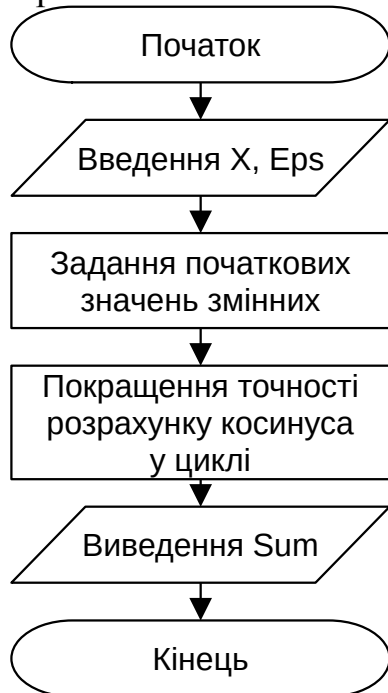 Початок
Введення X, Eps
Задання початкових
значень змінних
Покращення точності
розрахунку косинуса
у циклі
Виведення Sum
Кінець